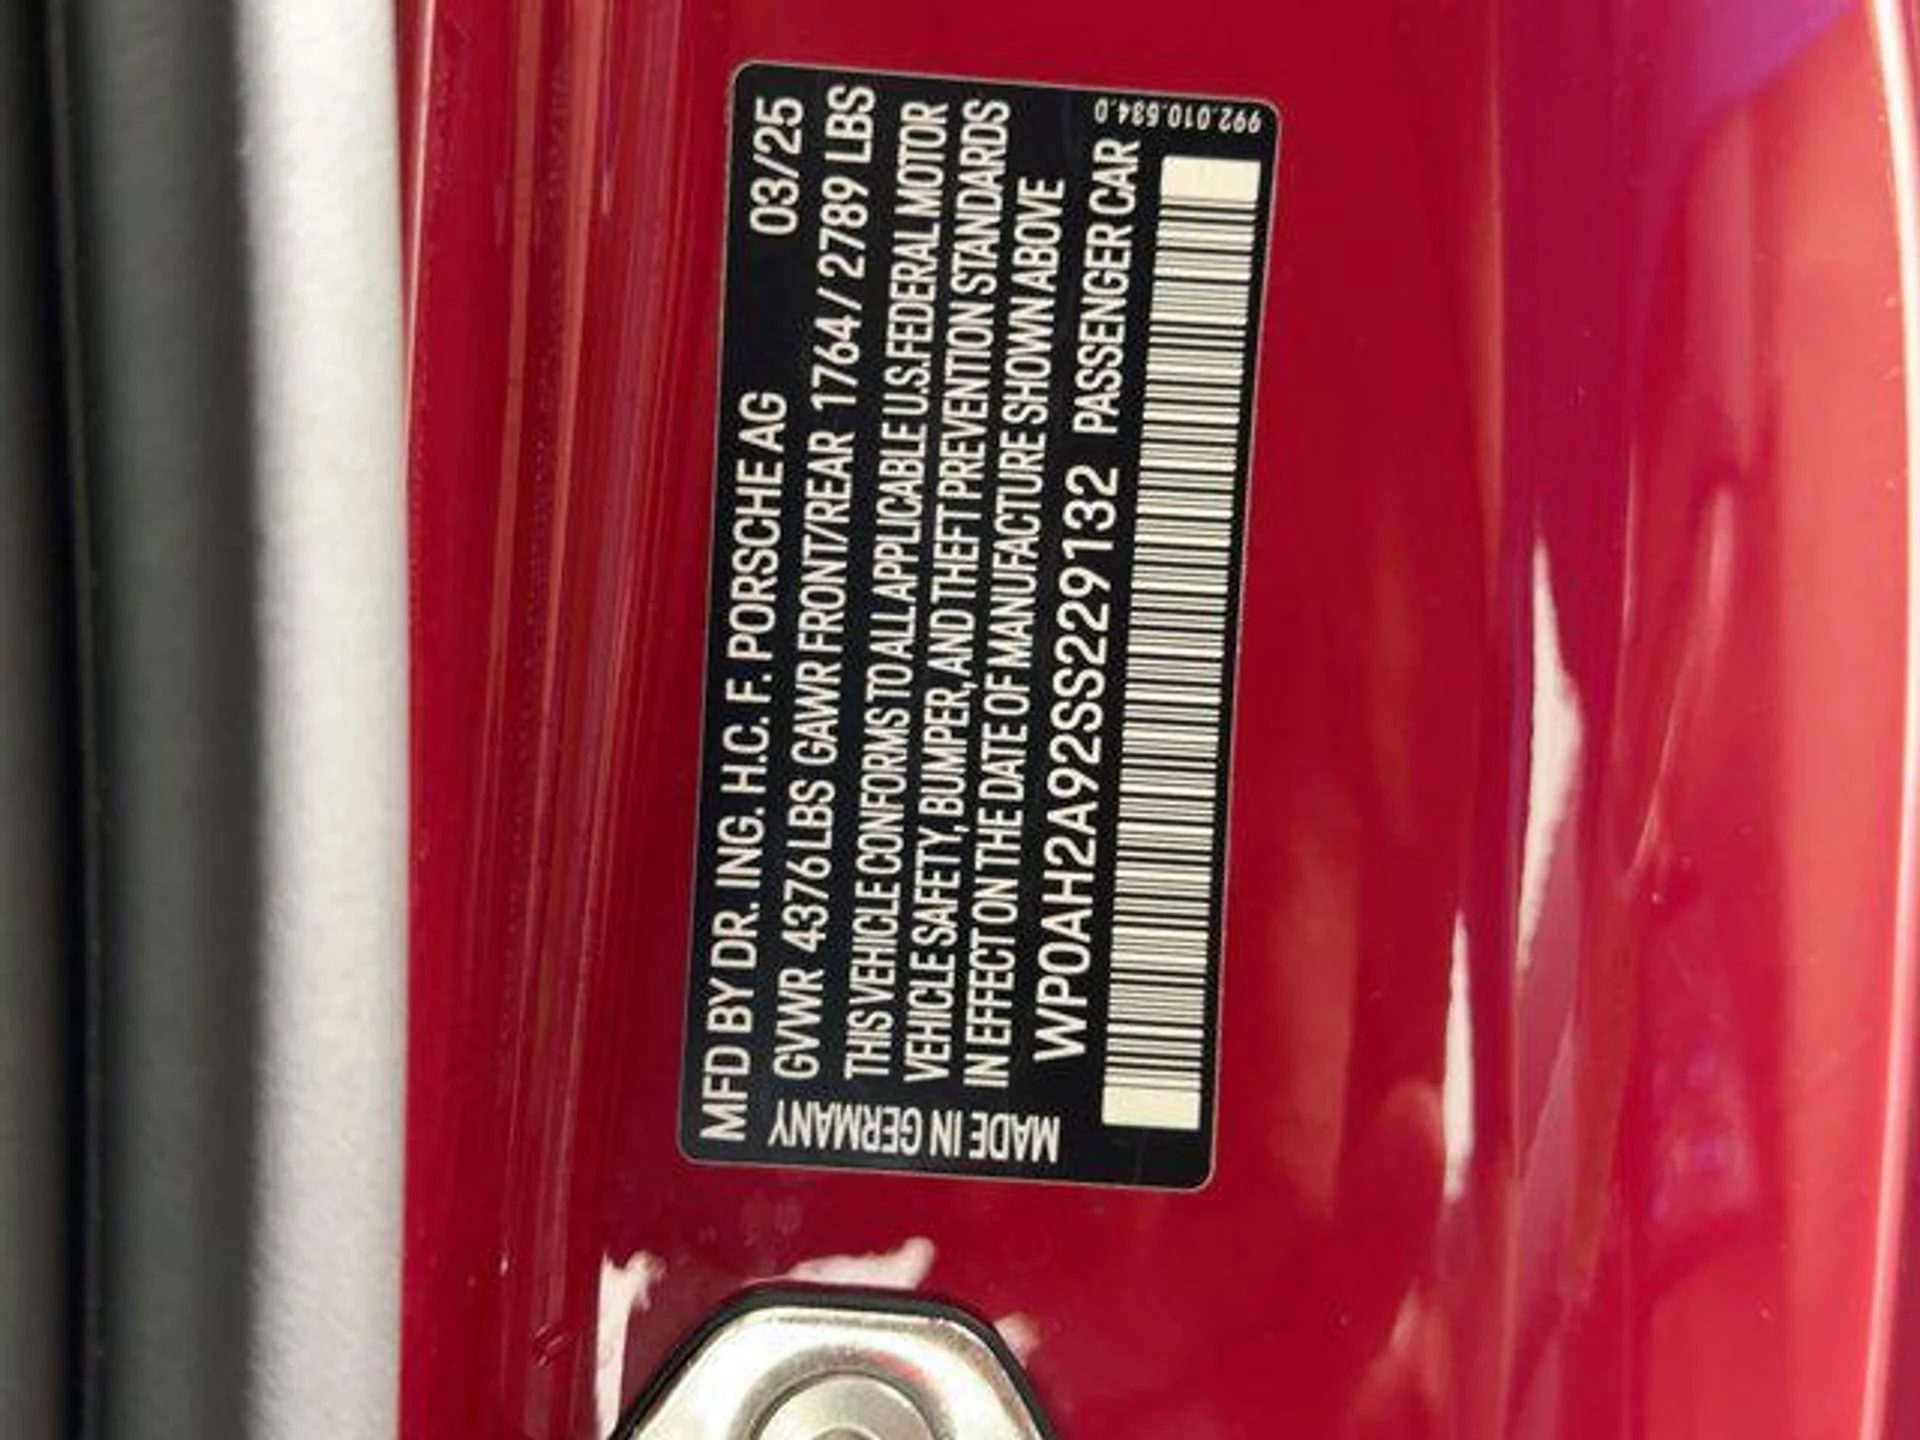 MFD BY DR. ING. H.C. F. PORSCHE AG 03/25
GVWR 4376 LBS GAWR FRONT/REAR 1764 / 2789 LBS
THIS VEHICLE CONFORMS TO ALL APPLICABLE U.S.FEDERAL MOTOR
VEHICLE SAFETY, BUMPER, AND THEFT PREVENTION STANDARDS
IN EFFECT ON THE DATE OF MANUFACTURE SHOWN ABOVE
WP0AH2A92SS229132 PASSENGER CAR
MADE IN GERMANY
992.010.634.0